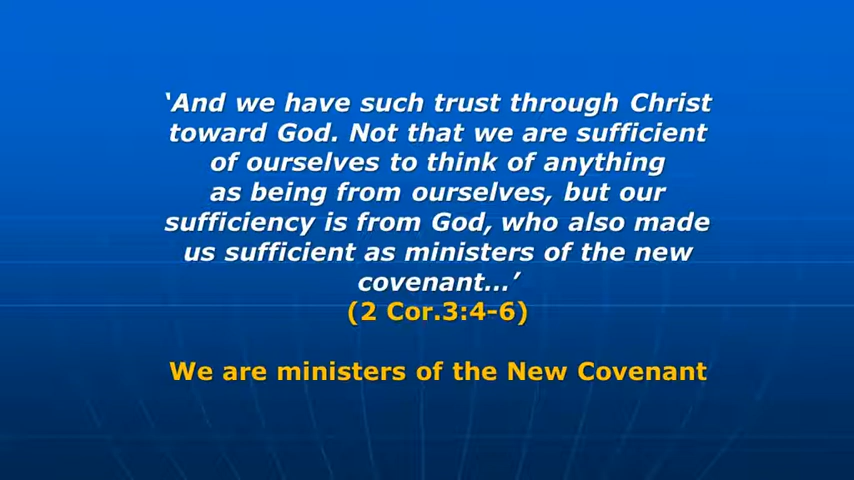 ‘And we have such trust through Christ
toward God. Not that we are sufficient
of ourselves to think of anything
as being from ourselves, but our
sufficiency is from God, who also made
us sufficient as ministers of the new
covenant…’
(2 Cor.3:4-6)
We are ministers of the New Covenant